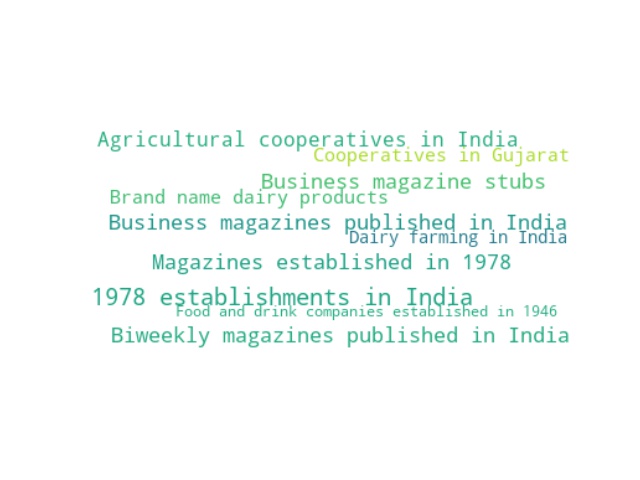 Agricultural cooperatives in India
Cooperatives in Gujarat
Business magazine stubs
Brand name dairy products
Business magazines published in India
Dairy farming in India
Magazines established in 1978
1978 establishments in India
Food and drink companies established in 1946
Biweekly magazines published in India